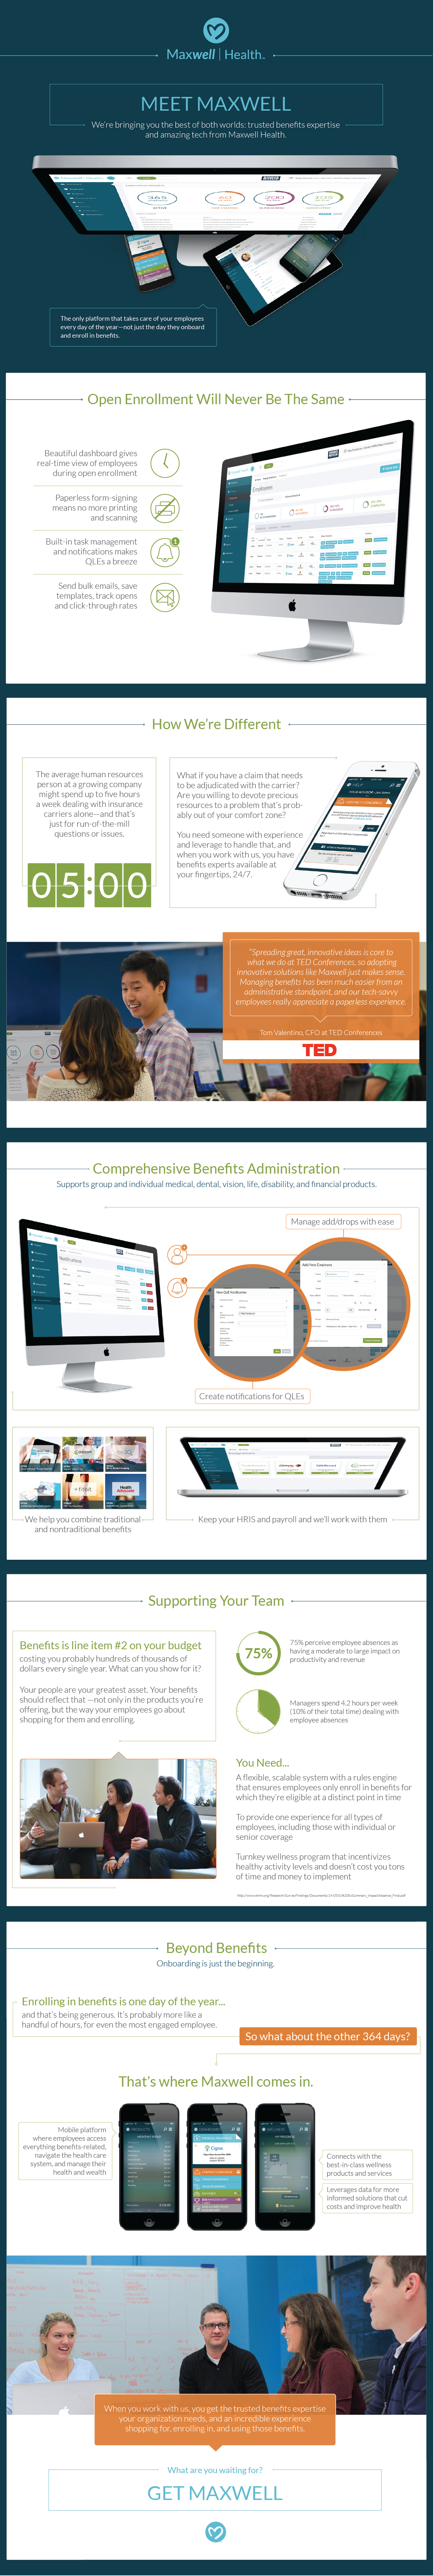 Maxwell | Health
MEET MAXWELL
We're bringing you the best of both worlds: trusted benefits expertise
and amazing tech from Maxwell Health.
365
60
200
105
Cigna
The only platform that takes care of your employees
every day of the year—not just the day they onboard
and enroll in benefits.
Open Enrollment Will Never Be The Same
Beautiful dashboard gives
real-time view of employees
during open enrollment
Paperless form-signing
means no more printing
and scanning
Built-in task management
and notifications makes
QLEs a breeze
1
Send bulk emails, save
templates, track opens
and click-through rates
Employees
How We're Different
The average human resources
person at a growing company
might spend up to five hours
a week dealing with insurance
carriers alone—and that's
just for run-of-the-mill
questions or issues.
05:00
What if you have a claim that needs
to be adjudicated with the carrier?
Are you willing to devote precious
resources to a problem that's prob-
ably out of your comfort zone?
You need someone with experience
and leverage to handle that, and
when you work with us, you have
benefits experts available at
your fingertips, 24/7.
HELP
"Spreading great, innovative ideas is core to
what we do at TED Conferences, so adopting
innovative solutions like Maxwell just makes sense.
Managing benefits has been much easier from an
administrative standpoint, and our tech-savvy
employees really appreciate a paperless experience.
Tom Valentino, CFO at TED Conferences
TED
Comprehensive Benefits Administration
Supports group and individual medical, dental, vision, life, disability, and financial products.
Manage add/drops with ease
Notifications
Add New Employee
New QLE Notification
Create notifications for QLEs
fitbit
Health
Advocate
We help you combine traditional
and nontraditional benefits
Keep your HRIS and payroll and we'll work with them
Supporting Your Team
Benefits is line item #2 on your budget
costing you probably hundreds of thousands of
dollars every single year. What can you show for it?
Your people are your greatest asset. Your benefits
should reflect that —not only in the products you're
offering, but the way your employees go about
shopping for them and enrolling.
75%
75% perceive employee absences as
having a moderate to large impact on
productivity and revenue
Managers spend 4.2 hours per week
(10% of their total time) dealing with
employee absences
You Need...
A flexible, scalable system with a rules engine
that ensures employees only enroll in benefits for
which they're eligible at a distinct point in time
To provide one experience for all types of
employees, including those with individual or
senior coverage
Turnkey wellness program that incentivizes
healthy activity levels and doesn't cost you tons
of time and money to implement
Beyond Benefits
Onboarding is just the beginning.
Enrolling in benefits is one day of the year...
and that's being generous. It's probably more like a
handful of hours, for even the most engaged employee.
So what about the other 364 days?
That's where Maxwell comes in.
Mobile platform
where employees access
everything benefits-related,
navigate the health care
system, and manage their
health and wealth
Cigna
Connects with the
best-in-class wellness
products and services
Leverages data for more
informed solutions that cut
costs and improve health
When you work with us, you get the trusted benefits expertise
your organization needs, and an incredible experience
shopping for, enrolling in, and using those benefits.
What are you waiting for?
GET MAXWELL